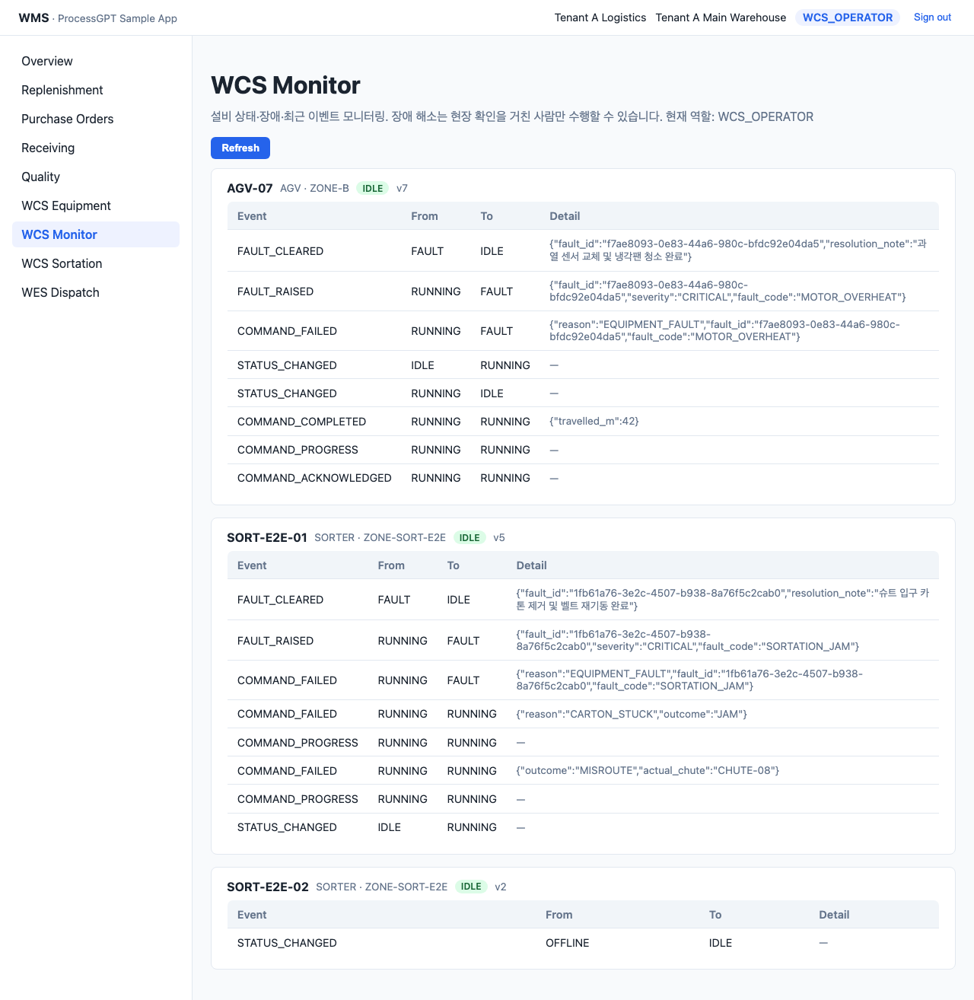 WMS · ProcessGPT Sample App
Tenant A Logistics Tenant A Main Warehouse WCS_OPERATOR Sign out
Overview
Replenishment
Purchase Orders
Receiving
Quality
WCS Equipment
WCS Monitor
WCS Sortation
WES Dispatch
WCS Monitor
설비 상태·장애·최근 이벤트 모니터링. 장애 해소는 현장 확인을 거친 사람만 수행할 수 있습니다. 현재 역할: WCS_OPERATOR
Refresh
AGV-07 AGV · ZONE-B IDLE v7
Event From To Detail
FAULT_CLEARED FAULT IDLE {"fault_id":"f7ae8093-0e83-44a6-980c-bfdc92e04da5","resolution_note":"과
열 센서 교체 및 냉각팬 청소 완료"}
FAULT_RAISED RUNNING FAULT {"fault_id":"f7ae8093-0e83-44a6-980c-
bfdc92e04da5","severity":"CRITICAL","fault_code":"MOTOR_OVERHEAT"}
COMMAND_FAILED RUNNING FAULT {"reason":"EQUIPMENT_FAULT","fault_id":"f7ae8093-0e83-44a6-980c-
bfdc92e04da5","fault_code":"MOTOR_OVERHEAT"}
STATUS_CHANGED IDLE RUNNING —
STATUS_CHANGED RUNNING IDLE —
COMMAND_COMPLETED RUNNING RUNNING {"travelled_m":42}
COMMAND_PROGRESS RUNNING RUNNING —
COMMAND_ACKNOWLEDGED RUNNING RUNNING —
SORT-E2E-01 SORTER · ZONE-SORT-E2E IDLE v5
Event From To Detail
FAULT_CLEARED FAULT IDLE {"fault_id":"1fb61a76-3e2c-4507-b938-8a76f5c2cab0","resolution_note":"슈트 입구 카
톤 제거 및 벨트 재기동 완료"}
FAULT_RAISED RUNNING FAULT {"fault_id":"1fb61a76-3e2c-4507-b938-
8a76f5c2cab0","severity":"CRITICAL","fault_code":"SORTATION_JAM"}
COMMAND_FAILED RUNNING FAULT {"reason":"EQUIPMENT_FAULT","fault_id":"1fb61a76-3e2c-4507-b938-
8a76f5c2cab0","fault_code":"SORTATION_JAM"}
COMMAND_FAILED RUNNING RUNNING {"reason":"CARTON_STUCK","outcome":"JAM"}
COMMAND_PROGRESS RUNNING RUNNING —
COMMAND_FAILED RUNNING RUNNING {"outcome":"MISROUTE","actual_chute":"CHUTE-08"}
COMMAND_PROGRESS RUNNING RUNNING —
STATUS_CHANGED IDLE RUNNING —
SORT-E2E-02 SORTER · ZONE-SORT-E2E IDLE v2
Event From To Detail
STATUS_CHANGED OFFLINE IDLE —